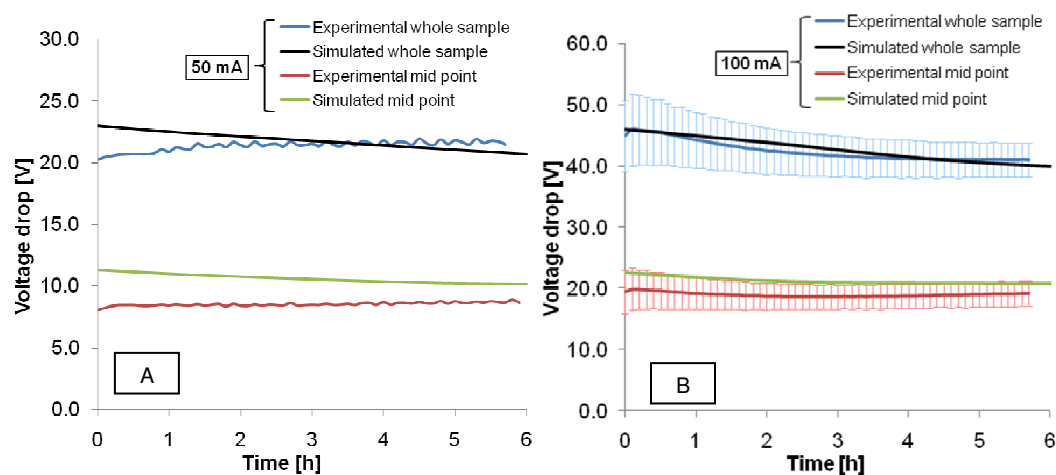 Experimental whole sample
Simulated whole sample
Experimental mid point
Simulated mid point
50 mA
30.0
25.0
20.0
15.0
10.0
5.0
0.0
Voltage drop [V]
A
0 1 2 3 4 5 6
Time [h]
Experimental whole sample
Simulated whole sample
Experimental mid point
Simulated mid point
100 mA
60.0
50.0
40.0
30.0
20.0
10.0
0.0
Voltage drop [V]
B
0 1 2 3 4 5 6
Time [h]